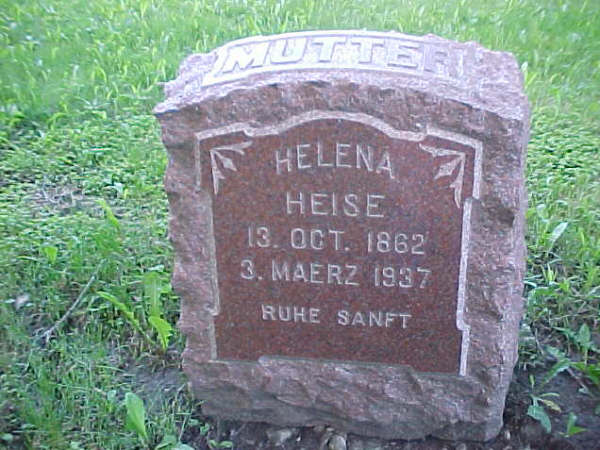 MUTTER
HELENA
HEISE
13. OCT. 1862
3. MAERZ 1937
RUHE SANFT